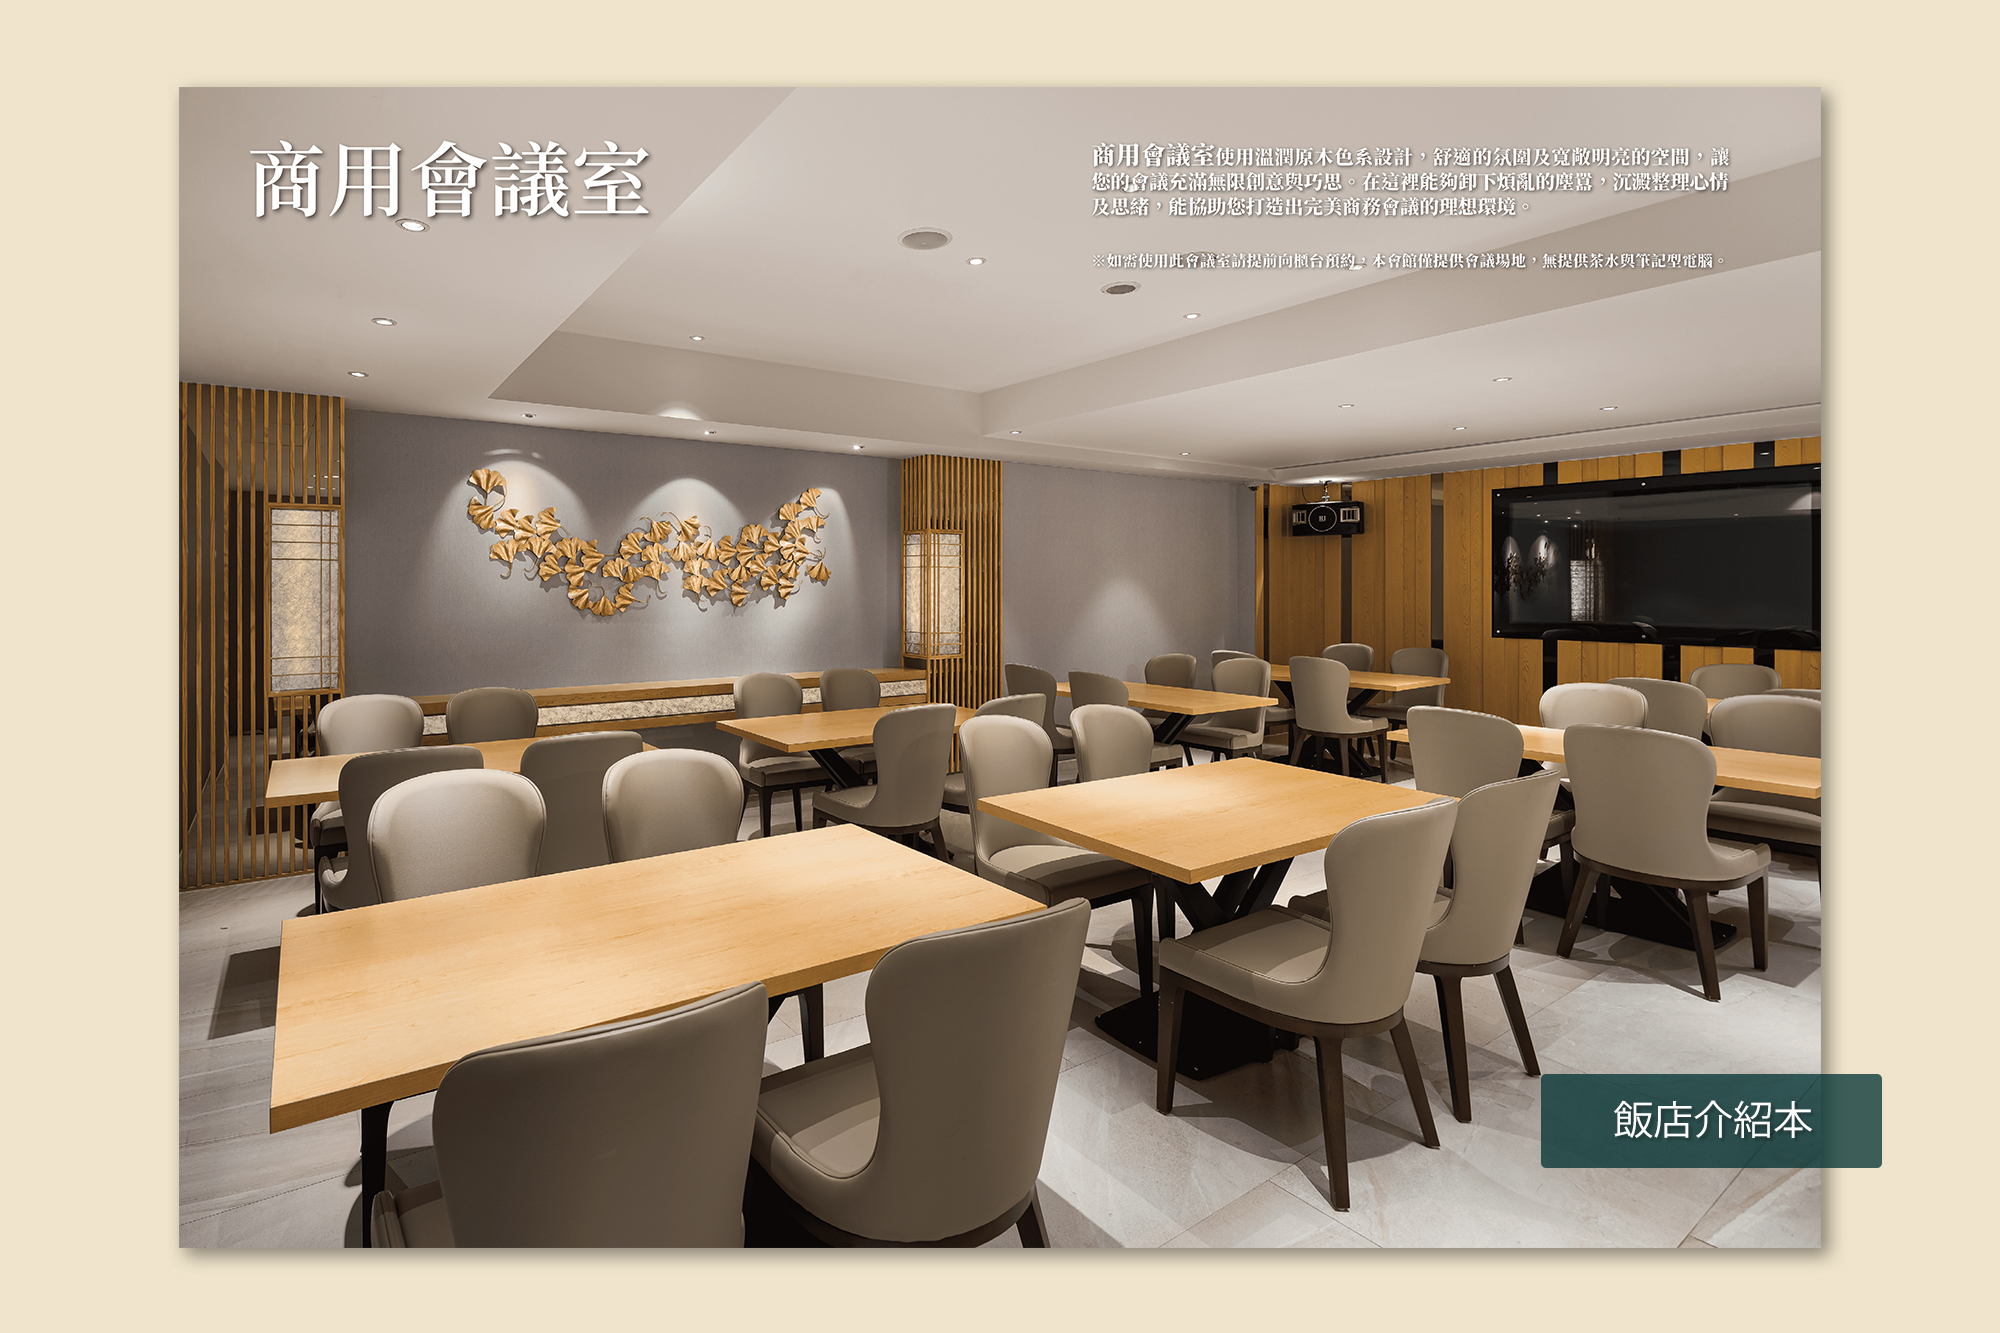 商用會議室
商用會議室使用溫潤原木色系設計，舒適的氛圍及寬敞明亮的空間，讓
您的會議充滿無限創意與巧思。在這裡能夠卸下煩亂的塵囂，沉澱整理心情
及思緒，能協助您打造出完美商務會議的理想環境。
※如需使用此會議室請提前向櫃台預約，本會館僅提供會議場地，無提供茶水與筆記型電腦。
飯店介紹本